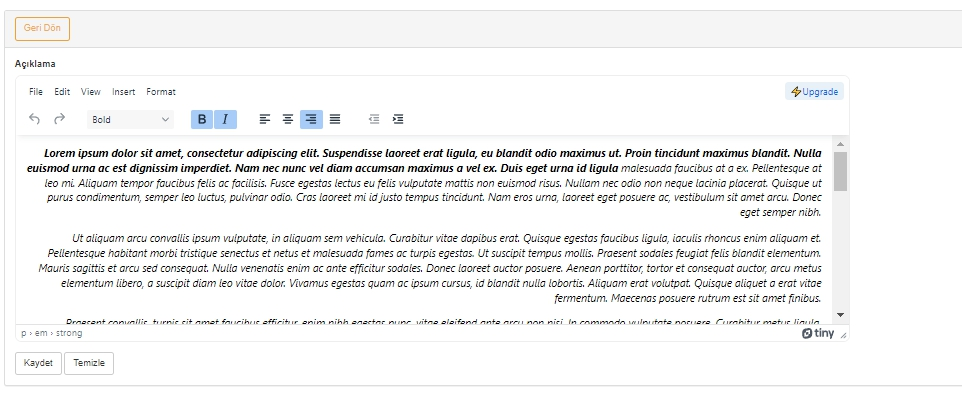 Geri Dön
Açıklama
File Edit View Insert Format
Upgrade
Bold
B I
Lorem ipsum dolor sit amet, consectetur adipiscing elit. Suspendisse laoreet erat ligula, eu blandit odio maximus ut. Proin tincidunt maximus blandit. Nulla
euismod urna ac est dignissim imperdiet. Nam nec nunc vel diam accumsan maximus a vel ex. Duis eget urna id ligula malesuada faucibus at a ex. Pellentesque at
leo mi. Aliquam tempor faucibus felis ac facilisis. Fusce egestas lectus eu felis vulputate mattis non euismod risus. Nullam nec odio non neque lacinia placerat. Quisque ut
purus condimentum, semper leo luctus, pulvinar odio. Cras laoreet mi id justo tempus tincidunt. Nam eros urna, laoreet eget posuere ac, vestibulum sit amet arcu. Donec
eget semper nibh.
Ut aliquam arcu convallis ipsum vulputate, in aliquam sem vehicula. Curabitur vitae dapibus erat. Quisque egestas faucibus ligula, iaculis rhoncus enim aliquam et.
Pellentesque habitant morbi tristique senectus et netus et malesuada fames ac turpis egestas. Ut suscipit tempus mollis. Praesent sodales feugiat felis blandit elementum.
Mauris sagittis et arcu sed consequat. Nulla venenatis enim ac ante efficitur sodales. Donec laoreet auctor posuere. Aenean porttitor, tortor et consequat auctor, arcu metus
elementum libero, a suscipit diam leo vitae dolor. Vivamus egestas quam ac ipsum cursus, id blandit nulla lobortis. Aliquam erat volutpat. Quisque aliquet a erat vitae
fermentum. Maecenas posuere rutrum est sit amet finibus.
Praesent convallis, turpis sit amet faucibus efficitur, enim nibh egestas nunc, vitae eleifend ante arcu non nisi. In commodo vulputate posuere. Curabitur metus ligula,
p › em › strong
tiny
Kaydet Temizle